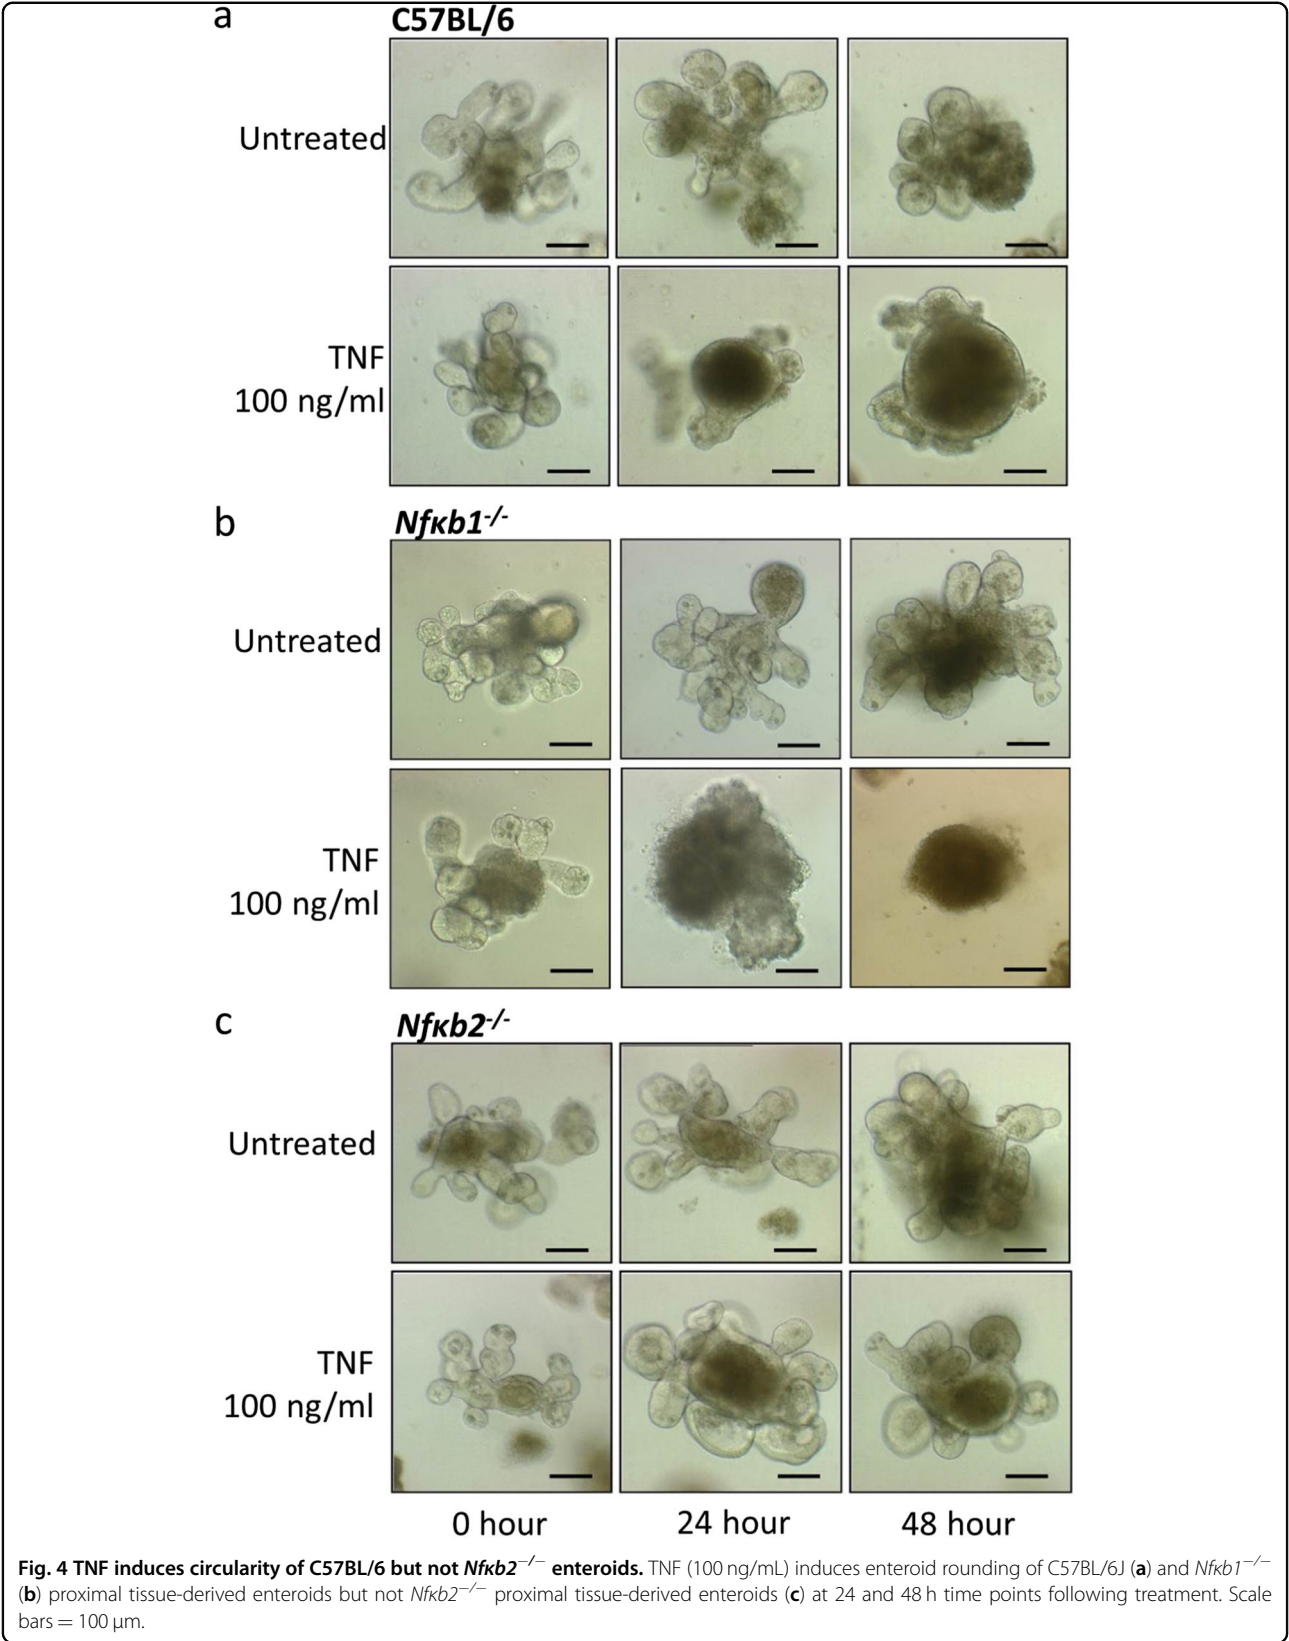 a
C57BL/6
Untreated
TNF
100 ng/ml
b
Nfκb1-/-
Untreated
TNF
100 ng/ml
c
Nfκb2-/-
Untreated
TNF
100 ng/ml
0 hour 24 hour 48 hour
Fig. 4 TNF induces circularity of C57BL/6 but not Nfκb2−/− enteroids. TNF (100 ng/mL) induces enteroid rounding of C57BL/6J (a) and Nfκb1−/−
(b) proximal tissue-derived enteroids but not Nfκb2−/− proximal tissue-derived enteroids (c) at 24 and 48 h time points following treatment. Scale
bars = 100 μm.